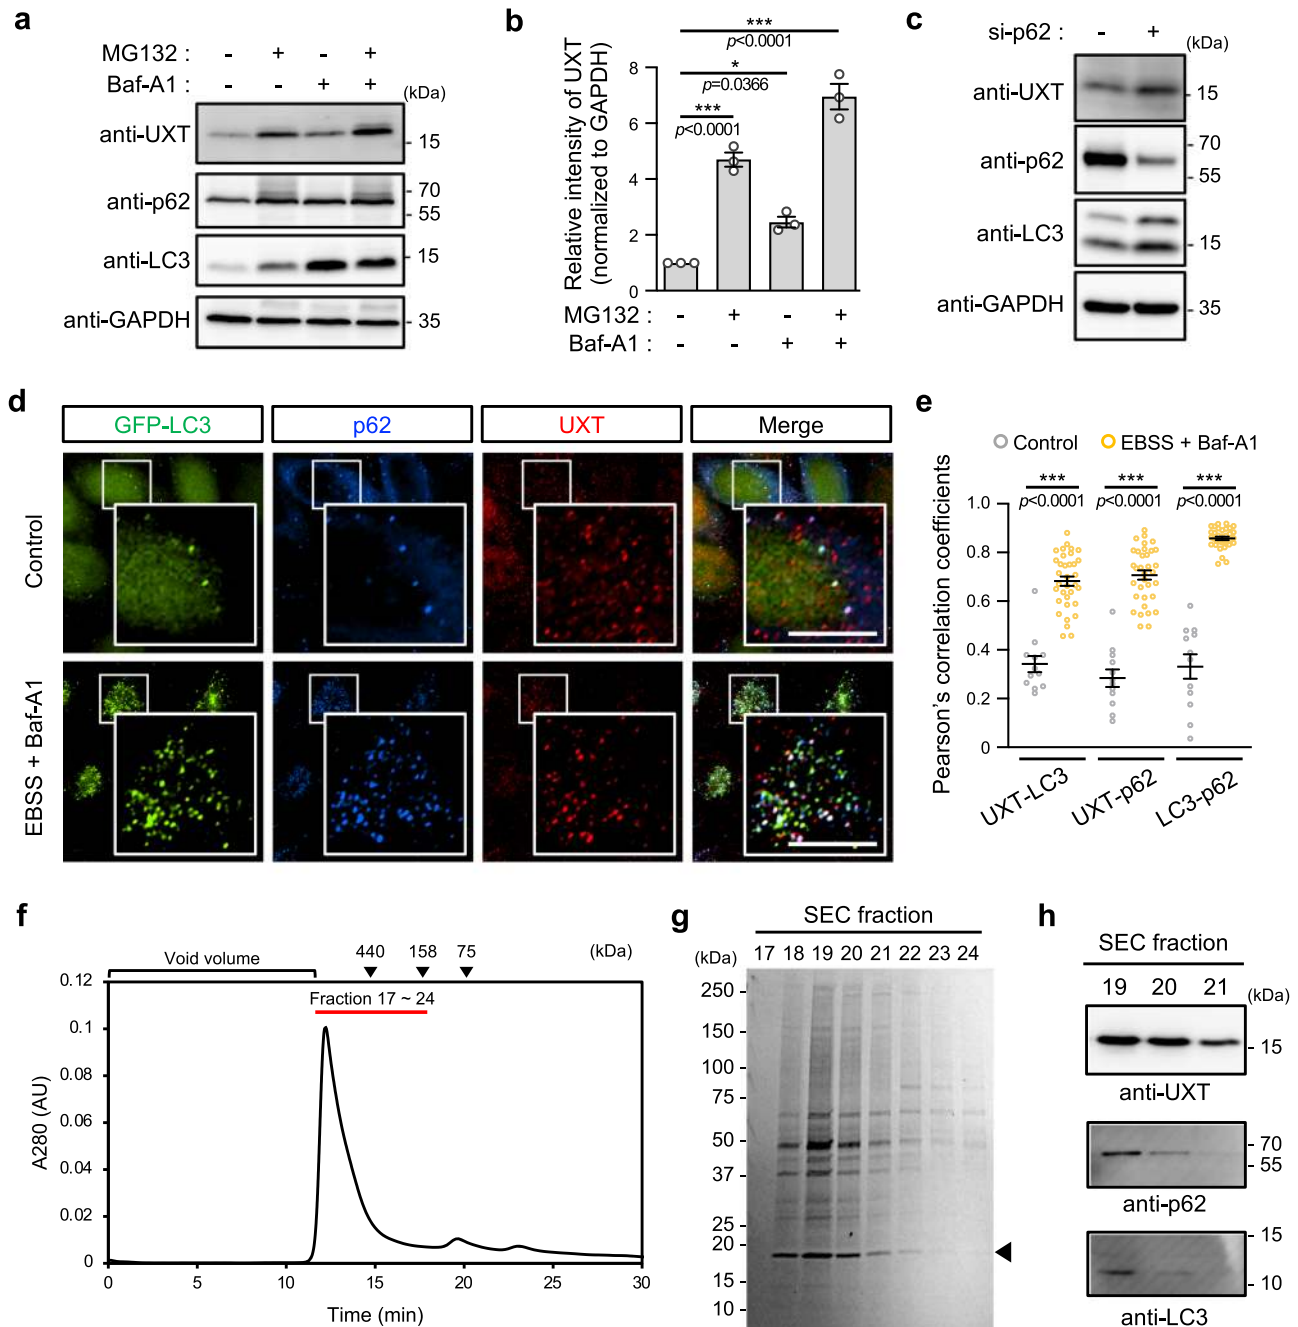 a
MG132 : - + - +
Baf-A1 : - - + +
(kDa)
anti-UXT
- 15
anti-p62
- 70
- 55
anti-LC3
- 15
anti-GAPDH
- 35
b
Relative intensity of UXT
(normalized to GAPDH)
8
6
4
2
0
***
p<0.0001
*
p=0.0366
***
p<0.0001
MG132 : - + - +
Baf-A1 : - - + +
c
si-p62 : - +
(kDa)
anti-UXT
- 15
anti-p62
70
- 55
anti-LC3
- 15
anti-GAPDH
- 35
d
GFP-LC3 p62 UXT Merge
Control
EBSS + Baf-A1
e
Control EBSS + Baf-A1
*** *** ***
p<0.0001 p<0.0001 p<0.0001
Pearson's correlation coefficients
1.0
0.8
0.6
0.4
0.2
0
UXT-LC3 UXT-p62 LC3-p62
f
Void volume
440 158 75 (kDa)
Fraction 17 ~ 24
A280 (AU)
0.12
0.1
0.08
0.06
0.04
0.02
0
0 5 10 15 20 25 30
Time (min)
g
SEC fraction
(kDa)
17 18 19 20 21 22 23 24
250 -
150 -
100 -
75 -
50 -
37 -
25 -
20 -
15 -
10 -
h
SEC fraction
19 20 21 (kDa)
- 15
anti-UXT
- 70
- 55
anti-p62
- 15
- 10
anti-LC3